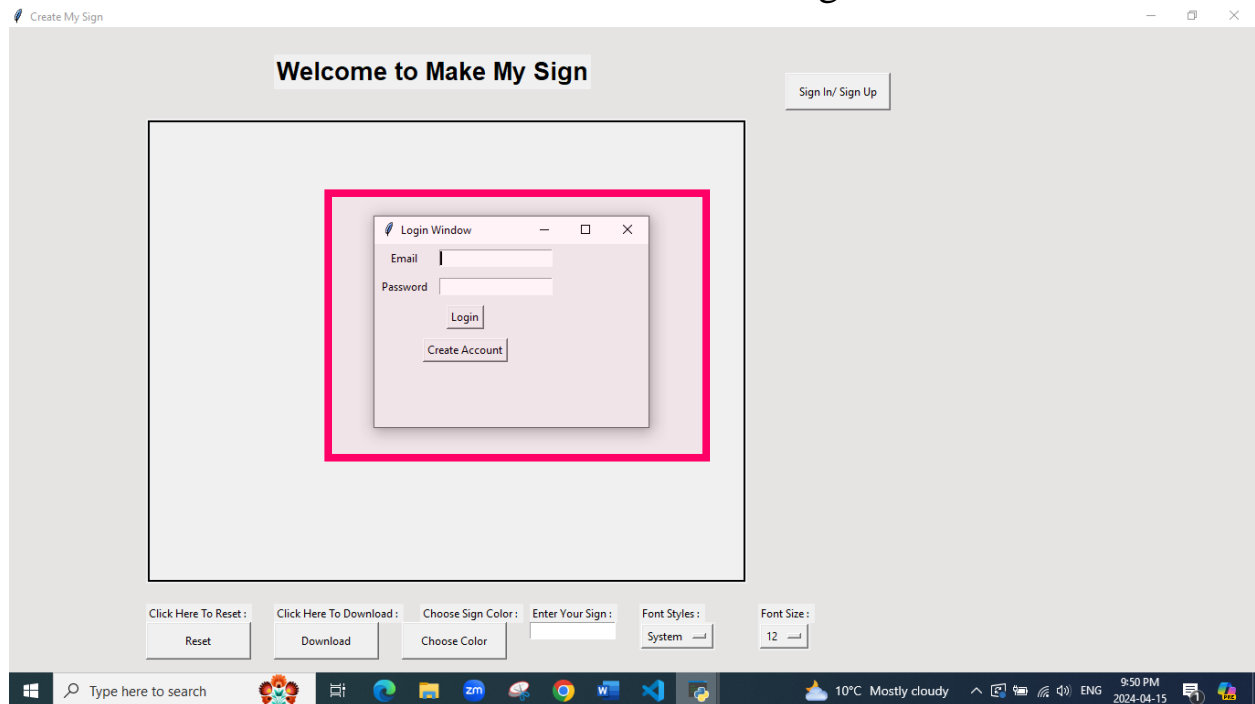 Create My Sign
Welcome to Make My Sign
Sign In/ Sign Up
Login Window
Email
Password
Login
Create Account
Click Here To Reset :
Click Here To Download :
Choose Sign Color :
Enter Your Sign :
Font Styles :
Font Size :
Reset
Download
Choose Color
System
12
Type here to search
zm
W
10°C Mostly cloudy
ENG
9:50 PM
2024-04-15
1
PRE